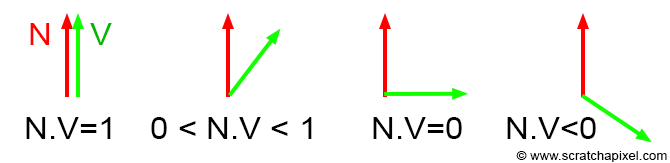 N V
N.V=1 0 < N.V < 1 N.V=0 N.V<0
© www.scratchapixel.com